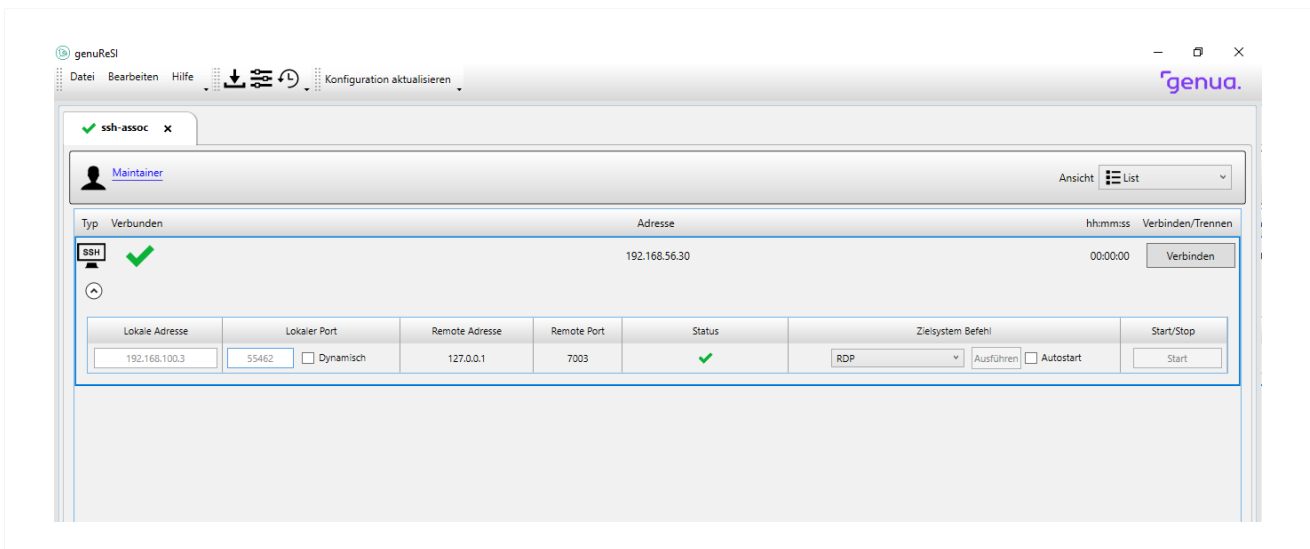 genuReSI
Datei Bearbeiten Hilfe Konfiguration aktualisieren genua.
ssh-assoc x
Maintainer Ansicht List
Typ Verbunden Adresse hh:mm:ss Verbinden/Trennen
SSH 192.168.56.30 00:00:00 Verbinden
Lokale Adresse Lokaler Port Remote Adresse Remote Port Status Zielsystem Befehl Start/Stop
192.168.100.3 55462 Dynamisch 127.0.0.1 7003 RDP Ausführen Autostart Start